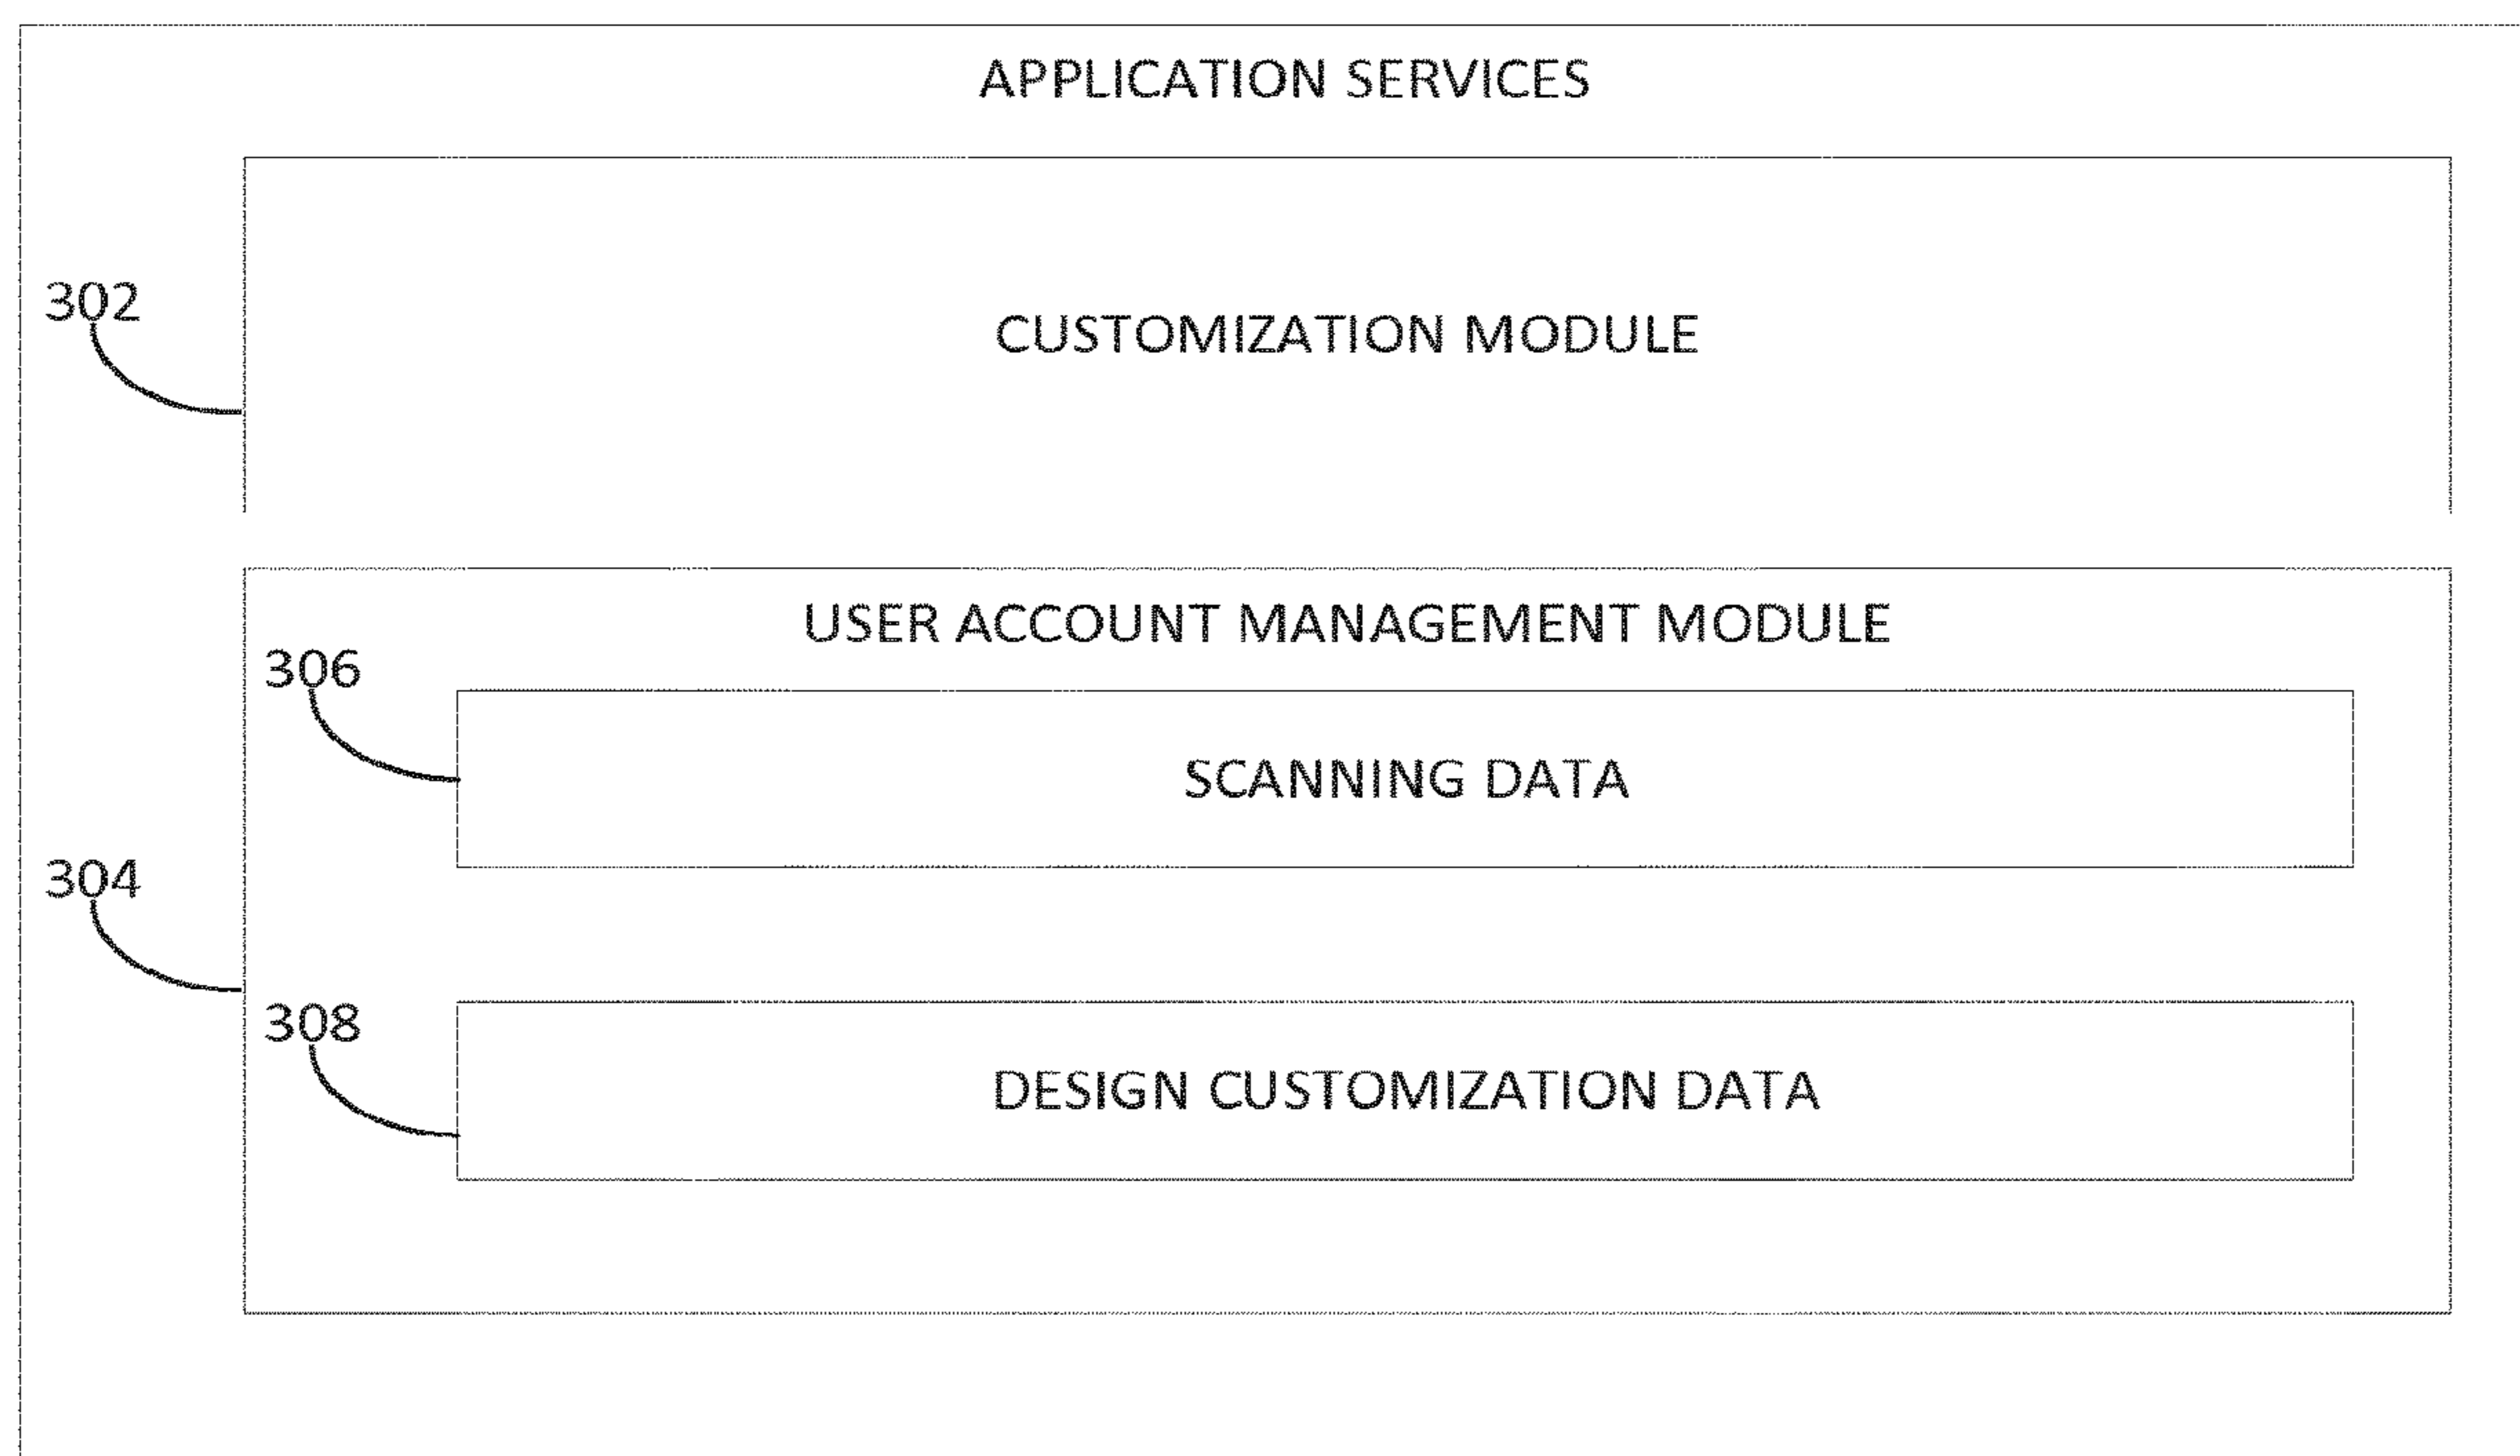 APPLICATION SERVICES
302
CUSTOMIZATION MODULE
USER ACCOUNT MANAGEMENT MODULE
306
SCANNING DATA
304
308
DESIGN CUSTOMIZATION DATA